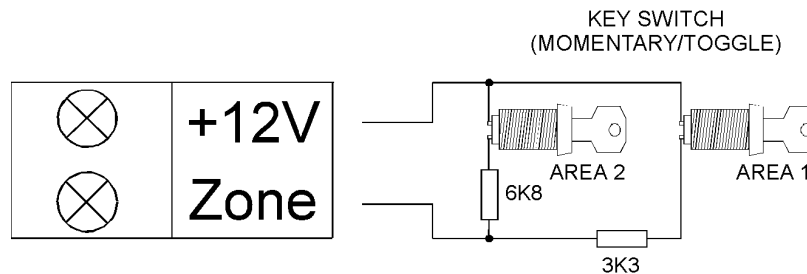 KEY SWITCH
(MOMENTARY/TOGGLE)
+12V
Zone
AREA 2
AREA 1
6K8
3K3